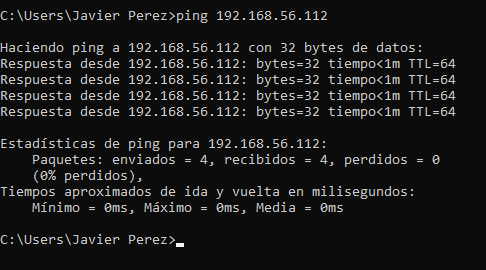 C:\Users\Javier Perez>ping 192.168.56.112
Haciendo ping a 192.168.56.112 con 32 bytes de datos:
Respuesta desde 192.168.56.112: bytes=32 tiempo<1m TTL=64
Respuesta desde 192.168.56.112: bytes=32 tiempo<1m TTL=64
Respuesta desde 192.168.56.112: bytes=32 tiempo<1m TTL=64
Respuesta desde 192.168.56.112: bytes=32 tiempo<1m TTL=64
Estadísticas de ping para 192.168.56.112:
Paquetes: enviados = 4, recibidos = 4, perdidos = 0
(0% perdidos),
Tiempos aproximados de ida y vuelta en milisegundos:
Mínimo = 0ms, Máximo = 0ms, Media = 0ms
C:\Users\Javier Perez>